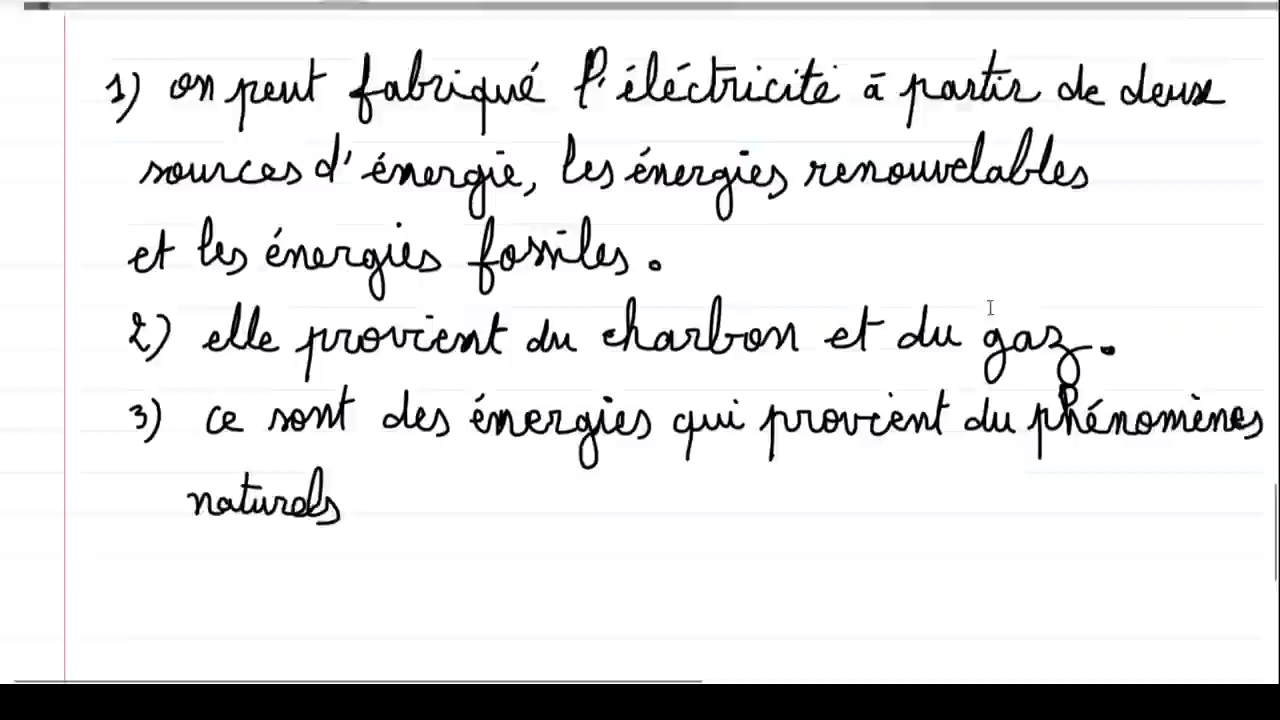 1) on peut fabriqué l'éléctricité à partir de deux
sources d'énergie, les énergies renouvelables
et les énergies fossiles.
2) elle provient du charbon et du gaz.
3) ce sont des énergies qui provient du phénomènes
naturels